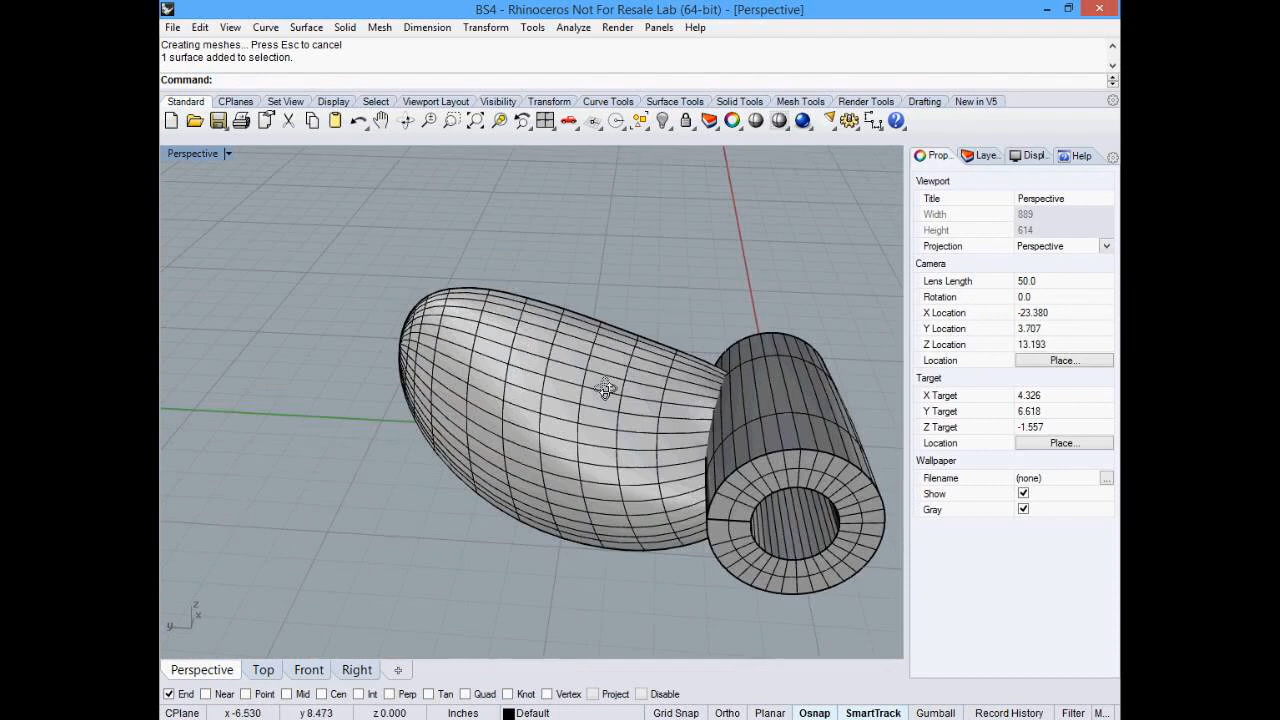 BS4 - Rhinoceros Not For Resale Lab (64-bit) - [Perspective]
File Edit View Curve Surface Solid Mesh Dimension Transform Tools Analyze Render Panels Help
Creating meshes... Press Esc to cancel
1 surface added to selection.
Command:
Standard CPlanes Set View Display Select Viewport Layout Visibility Transform Curve Tools Surface Tools Solid Tools Mesh Tools Render Tools Drafting New in V5
Perspective
Prop... Laye... Displ... Help
Viewport
Title Perspective
Width 889
Height 614
Projection Perspective
Camera
Lens Length 50.0
Rotation 0.0
X Location -23.380
Y Location 3.707
Z Location 13.193
Location Place...
Target
X Target 4.326
Y Target 6.618
Z Target -1.557
Location Place...
Wallpaper
Filename (none) ...
Show
Gray
z
x
y
Perspective Top Front Right
End Near Point Mid Cen Int Perp Tan Quad Knot Vertex Project Disable
CPlane x -6.530 y 8.473 z 0.000 Inches Default Grid Snap Ortho Planar Osnap SmartTrack Gumball Record History Filter M...